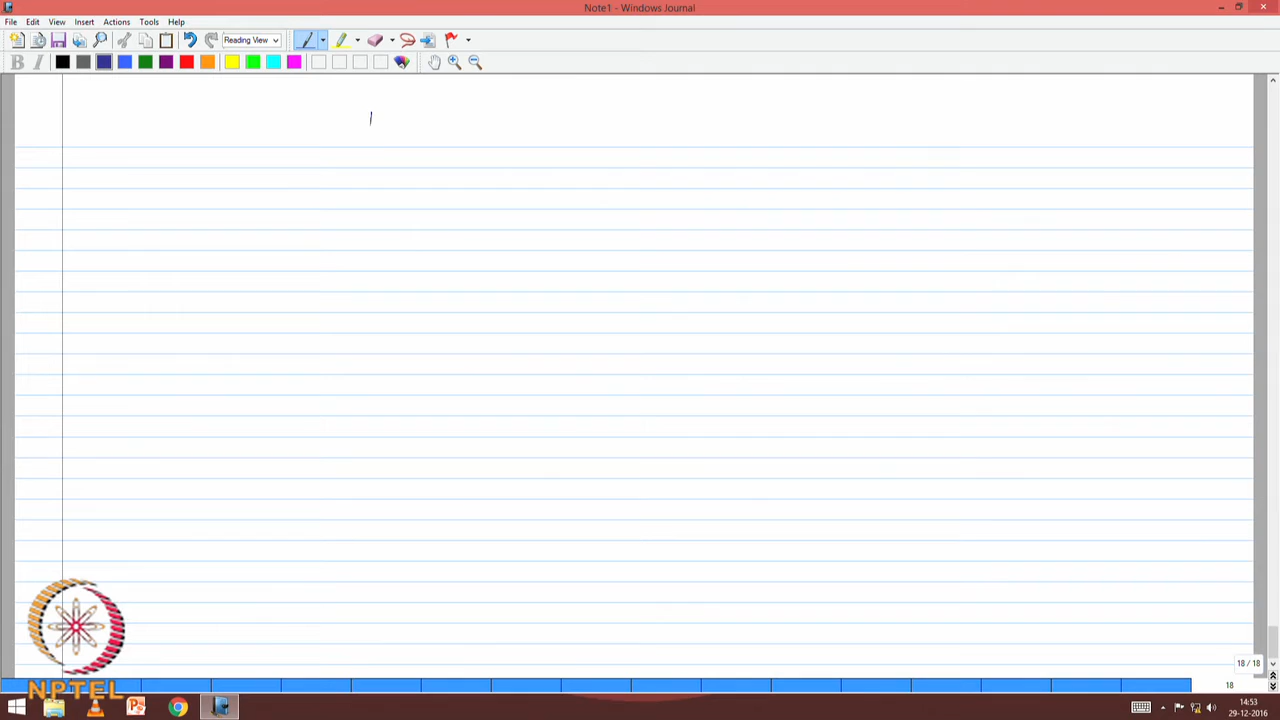 Note1 - Windows Journal
File Edit View Insert Actions Tools Help
Reading View
B I
18 / 18
18
NPTEL
14:53
29-12-2016